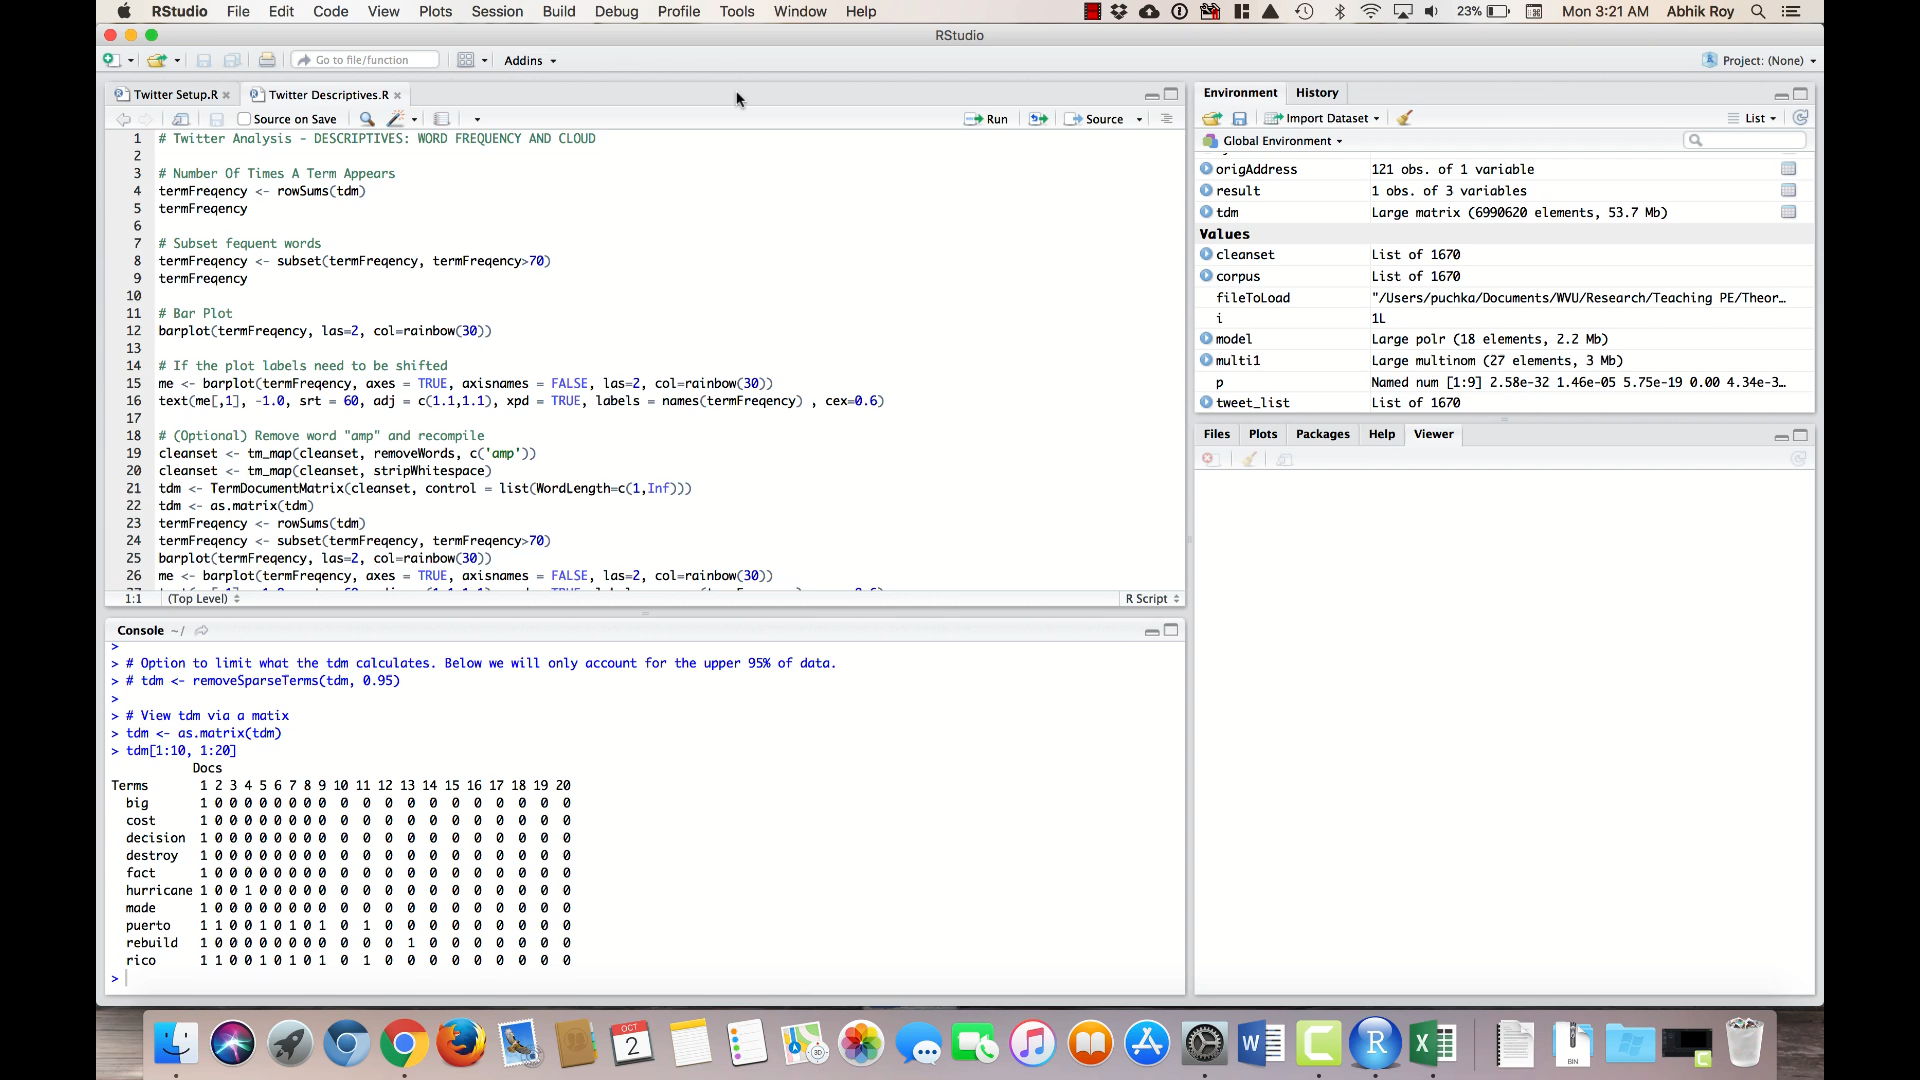 RStudio File Edit Code View Plots Session Build Debug Profile Tools Window Help 23% Mon 3:21 AM Abhik Roy
RStudio
Go to file/function Addins Project: (None)
Twitter Setup.R Twitter Descriptives.R
Source on Save Run Source
1 # Twitter Analysis - DESCRIPTIVES: WORD FREQUENCY AND CLOUD
2
3 # Number Of Times A Term Appears
4 termFreqency <- rowSums(tdm)
5 termFreqency
6
7 # Subset fequent words
8 termFreqency <- subset(termFreqency, termFreqency>70)
9 termFreqency
10
11 # Bar Plot
12 barplot(termFreqency, las=2, col=rainbow(30))
13
14 # If the plot labels need to be shifted
15 me <- barplot(termFreqency, axes = TRUE, axisnames = FALSE, las=2, col=rainbow(30))
16 text(me[,1], -1.0, srt = 60, adj = c(1.1,1.1), xpd = TRUE, labels = names(termFreqency) , cex=0.6)
17
18 # (Optional) Remove word "amp" and recompile
19 cleanset <- tm_map(cleanset, removeWords, c('amp'))
20 cleanset <- tm_map(cleanset, stripWhitespace)
21 tdm <- TermDocumentMatrix(cleanset, control = list(WordLength=c(1,Inf)))
22 tdm <- as.matrix(tdm)
23 termFreqency <- rowSums(tdm)
24 termFreqency <- subset(termFreqency, termFreqency>70)
25 barplot(termFreqency, las=2, col=rainbow(30))
26 me <- barplot(termFreqency, axes = TRUE, axisnames = FALSE, las=2, col=rainbow(30))
1:1 (Top Level) R Script
Console ~/
>
> # Option to limit what the tdm calculates. Below we will only account for the upper 95% of data.
> # tdm <- removeSparseTerms(tdm, 0.95)
>
> # View tdm via a matix
> tdm <- as.matrix(tdm)
> tdm[1:10, 1:20]
Docs
Terms 1 2 3 4 5 6 7 8 9 10 11 12 13 14 15 16 17 18 19 20
big 1 0 0 0 0 0 0 0 0 0 0 0 0 0 0 0 0 0 0 0
cost 1 0 0 0 0 0 0 0 0 0 0 0 0 0 0 0 0 0 0 0
decision 1 0 0 0 0 0 0 0 0 0 0 0 0 0 0 0 0 0 0 0
destroy 1 0 0 0 0 0 0 0 0 0 0 0 0 0 0 0 0 0 0 0
fact 1 0 0 0 0 0 0 0 0 0 0 0 0 0 0 0 0 0 0 0
hurricane 1 0 0 1 0 0 0 0 0 0 0 0 0 0 0 0 0 0 0 0
made 1 0 0 0 0 0 0 0 0 0 0 0 0 0 0 0 0 0 0 0
puerto 1 1 0 0 1 0 1 0 1 0 1 0 0 0 0 0 0 0 0 0
rebuild 1 0 0 0 0 0 0 0 0 0 0 0 1 0 0 0 0 0 0 0
rico 1 1 0 0 1 0 1 0 1 0 1 0 0 0 0 0 0 0 0 0
>
Environment History
Import Dataset List
Global Environment
origAddress 121 obs. of 1 variable
result 1 obs. of 3 variables
tdm Large matrix (6990620 elements, 53.7 Mb)
Values
cleanset List of 1670
corpus List of 1670
fileToLoad "/Users/puchka/Documents/WVU/Research/Teaching PE/Theor…
i 1L
model Large polr (18 elements, 2.2 Mb)
multi1 Large multinom (27 elements, 3 Mb)
p Named num [1:9] 2.58e-32 1.46e-05 5.75e-19 0.00 4.34e-3…
tweet_list List of 1670
Files Plots Packages Help Viewer
OCT
2
3D
W
C
R
X
BIN